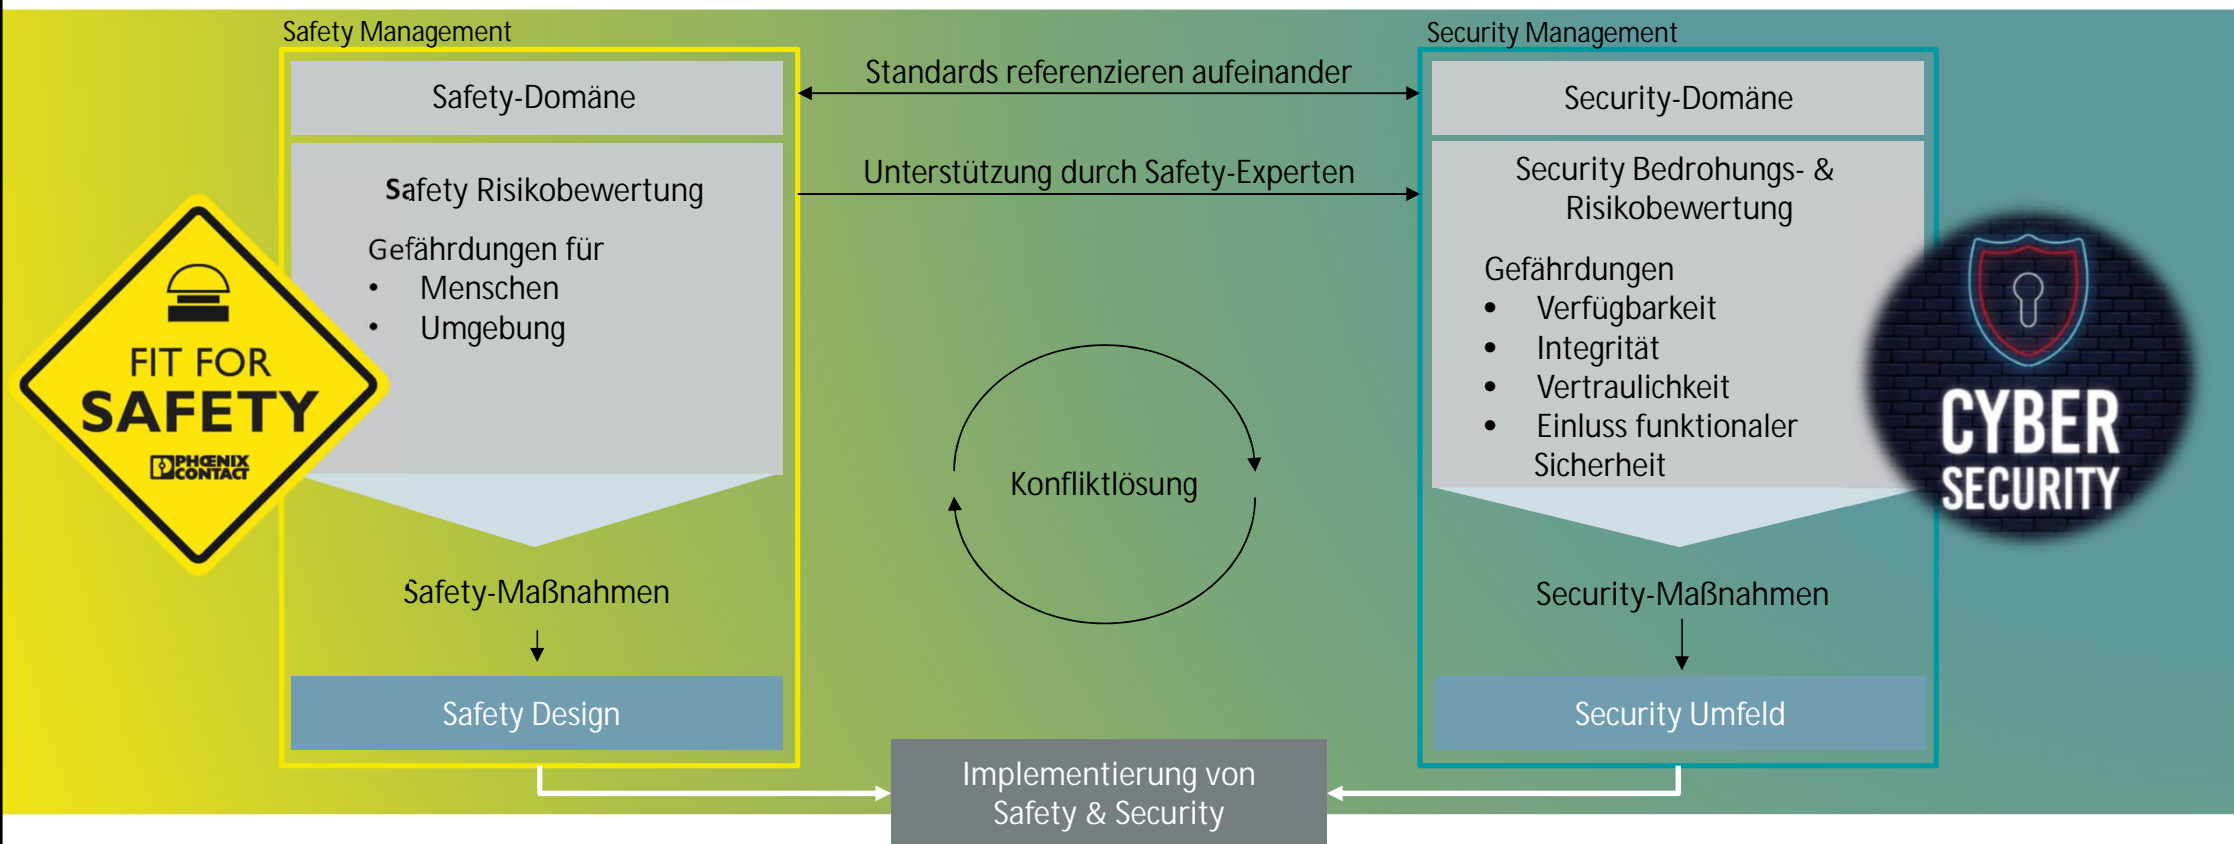 Safety Management
Safety-Domäne
Safety Risikobewertung
Gefährdungen für
• Menschen
• Umgebung
FIT FOR
SAFETY
PHŒNIX
CONTACT
Safety-Maßnahmen
Safety Design
Standards referenzieren aufeinander
Unterstützung durch Safety-Experten
Konfliktlösung
Security Management
Security-Domäne
Security Bedrohungs- &
Risikobewertung
Gefährdungen
• Verfügbarkeit
• Integrität
• Vertraulichkeit
• Einluss funktionaler
Sicherheit
CYBER
SECURITY
Security-Maßnahmen
Security Umfeld
Implementierung von
Safety & Security